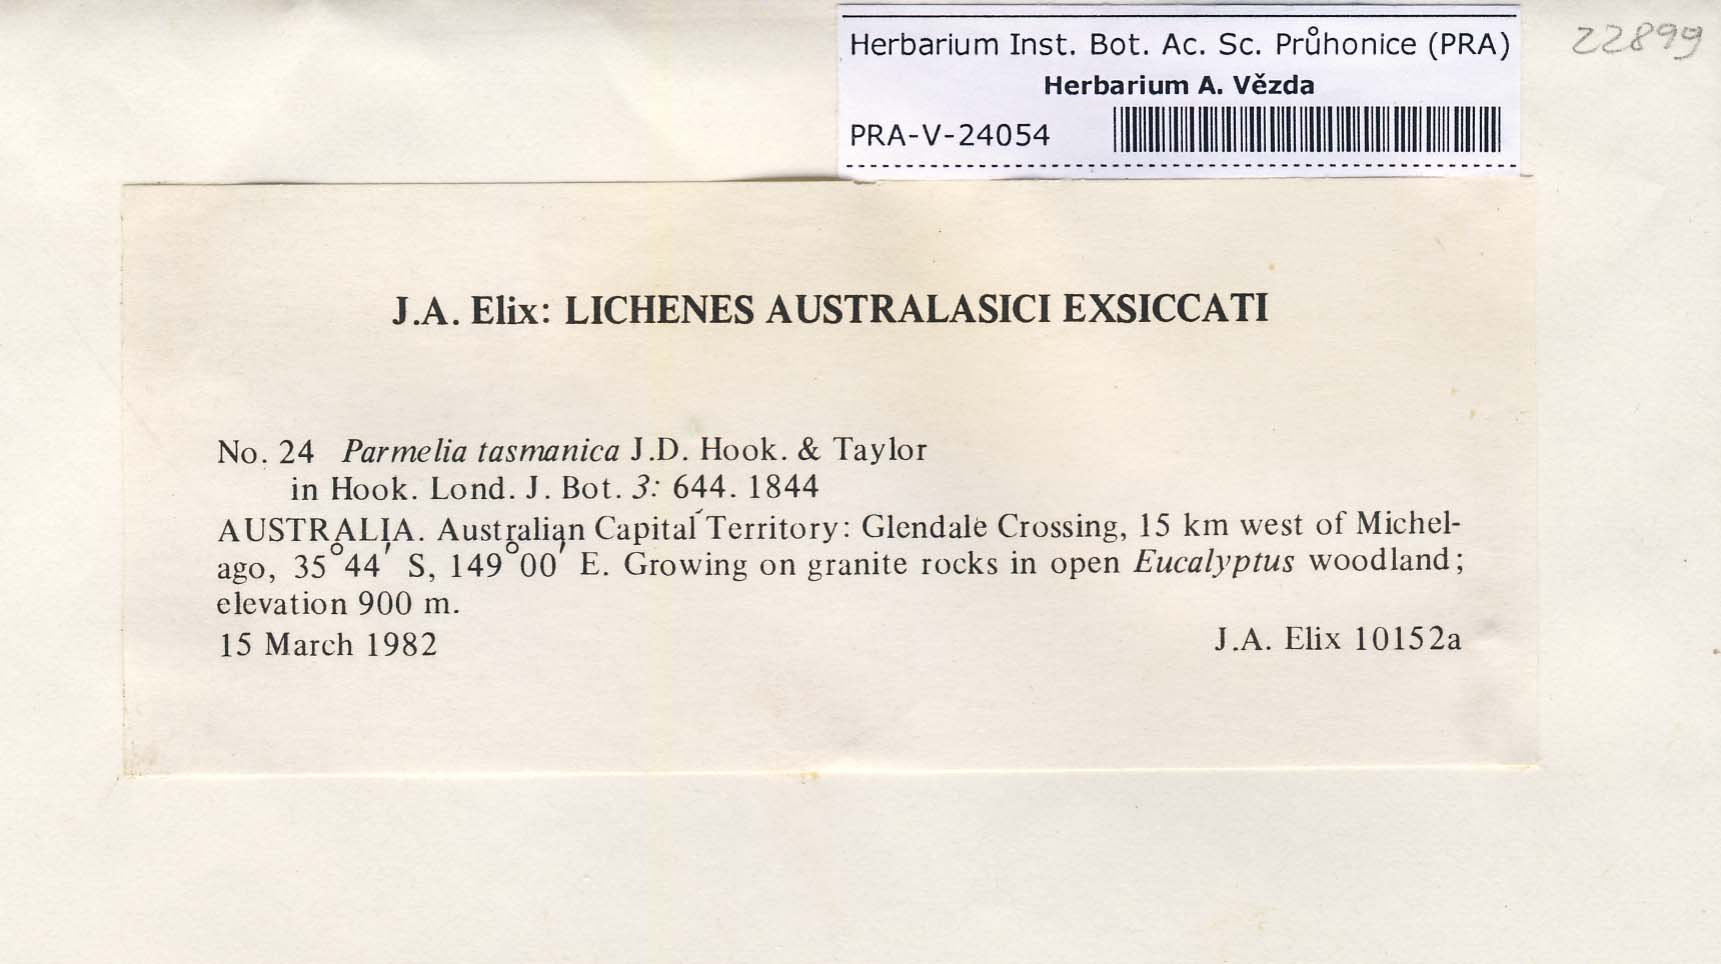 Herbarium Inst. Bot. Ac. Sc. Průhonice (PRA)
Herbarium A. Vězda
PRA-V-24054
22899
J.A. Elix: LICHENES AUSTRALASICI EXSICCATI
No. 24 Parmelia tasmanica J.D. Hook. & Taylor
in Hook. Lond. J. Bot. 3: 644. 1844
AUSTRALIA. Australian Capital Territory: Glendale Crossing, 15 km west of Michel-
ago, 35°44′ S, 149°00′ E. Growing on granite rocks in open Eucalyptus woodland;
elevation 900 m.
15 March 1982
J.A. Elix 10152a